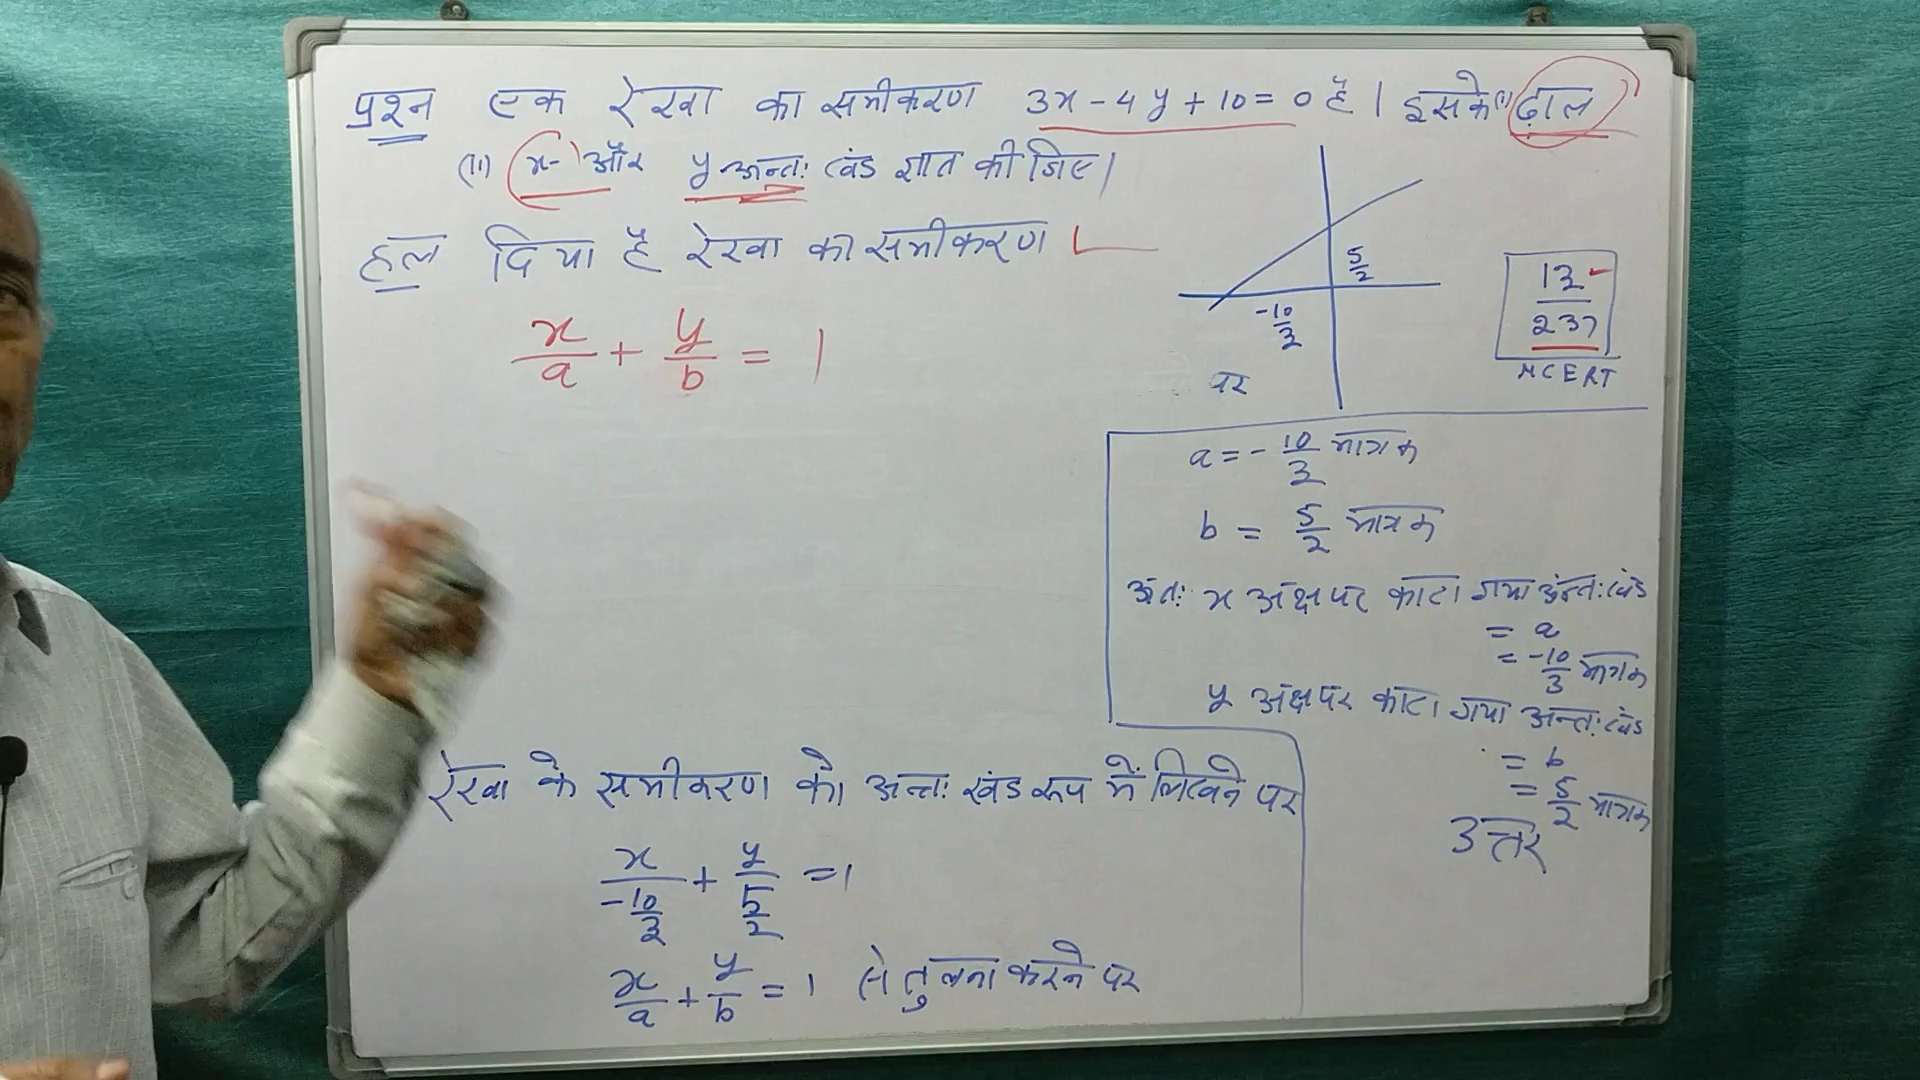 प्रश्न एक रेखा का समीकरण 3x - 4y + 10 = 0 है। इसके (i) ढ़ाल
(ii) x- और y अन्तः खंड ज्ञात कीजिए।
हल दिया है रेखा का समीकरण
x/a + y/b = 1
5/2
-10/3
पर
12/237
NCERT
a = - 10/3 मात्रक
b = 5/2 मात्रक
अतः x अक्ष पर काटा गया अन्तः खंड
= a
= -10/3 मात्रक
y अक्ष पर काटा गया अन्तः खंड
= b
= 5/2 मात्रक
उत्तर
रेखा के समीकरण को अन्तः खंड रूप में लिखने पर
x/(-10/3) + y/(5/2) = 1
x/a + y/b = 1 से तुलना करने पर